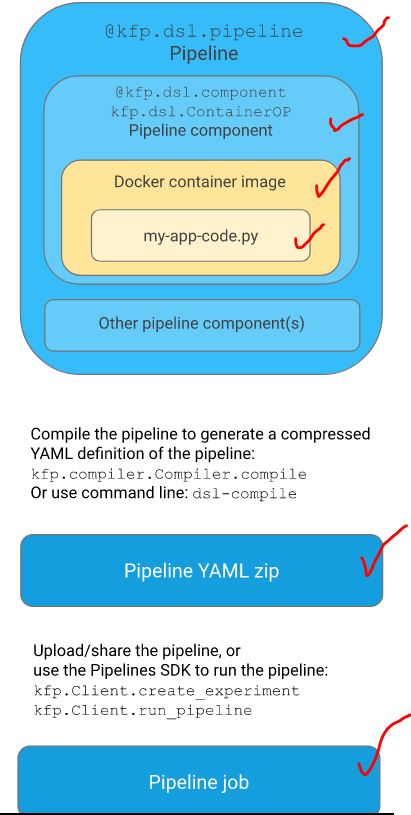 @kfp.dsl.pipeline
Pipeline
@kfp.dsl.component
kfp.dsl.ContainerOP
Pipeline component
Docker container image
my-app-code.py
Other pipeline component(s)
Compile the pipeline to generate a compressed
YAML definition of the pipeline:
kfp.compiler.Compiler.compile
Or use command line: dsl-compile
Pipeline YAML zip
Upload/share the pipeline, or
use the Pipelines SDK to run the pipeline:
kfp.Client.create_experiment
kfp.Client.run_pipeline
Pipeline job